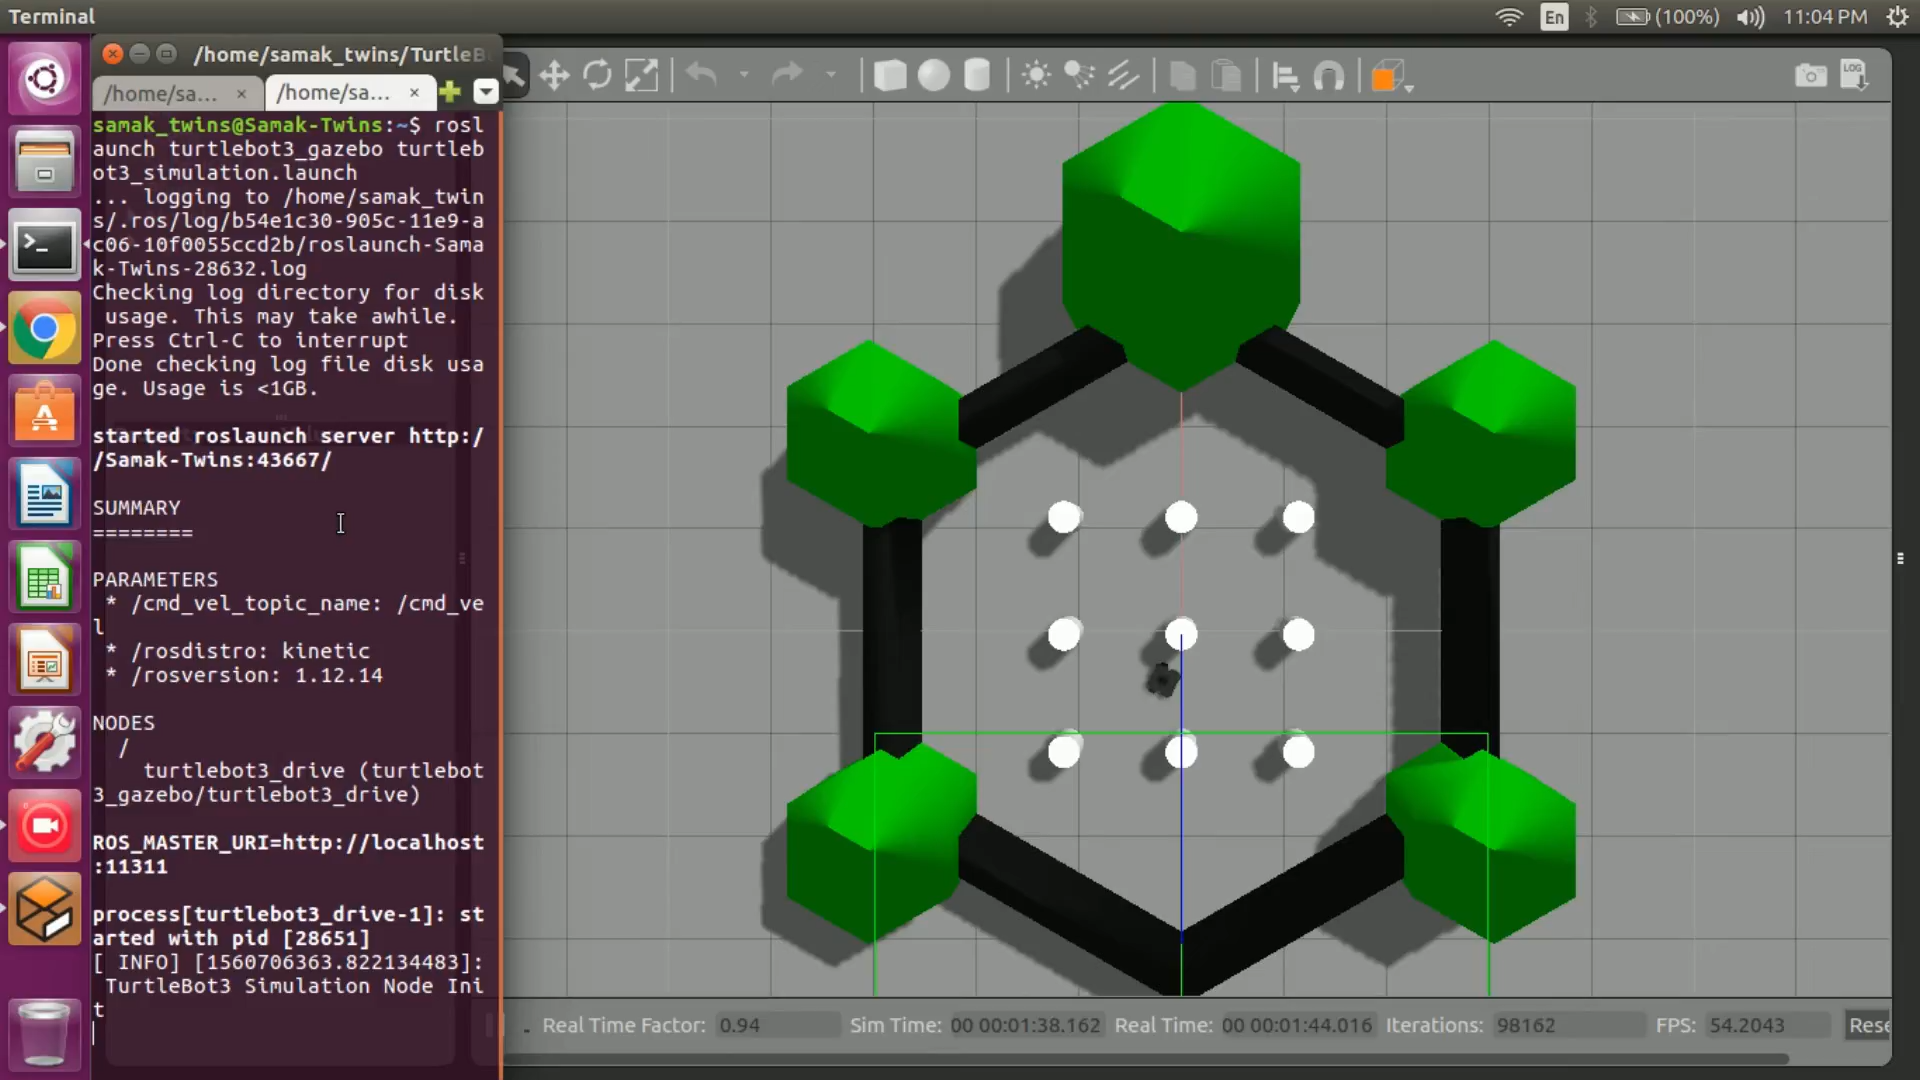 Terminal
En
(100%)
11:04 PM
/home/samak_twins/TurtleB
/home/sa...
/home/sa...
samak_twins@Samak-Twins:~$ rosl
aunch turtlebot3_gazebo turtleb
ot3_simulation.launch
... logging to /home/samak_twin
s/.ros/log/b54e1c30-905c-11e9-a
c06-10f0055ccd2b/roslaunch-Sama
k-Twins-28632.log
Checking log directory for disk
usage. This may take awhile.
Press Ctrl-C to interrupt
Done checking log file disk usa
ge. Usage is <1GB.
started roslaunch server http:/
/Samak-Twins:43667/
SUMMARY
========
PARAMETERS
* /cmd_vel_topic_name: /cmd_ve
l
* /rosdistro: kinetic
* /rosversion: 1.12.14
NODES
/
turtlebot3_drive (turtlebot
3_gazebo/turtlebot3_drive)
ROS_MASTER_URI=http://localhost
:11311
process[turtlebot3_drive-1]: st
arted with pid [28651]
[ INFO] [1560706363.822134483]:
TurtleBot3 Simulation Node Ini
t
LOG
Real Time Factor: 0.94 Sim Time: 00 00:01:38.162 Real Time: 00 00:01:44.016 Iterations: 98162 FPS: 54.2043 Rese